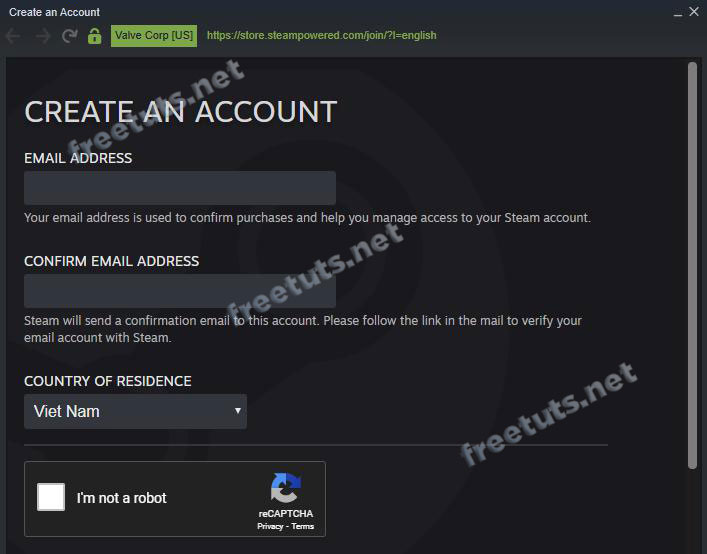 Create an Account
Valve Corp [US] https://store.steampowered.com/join/?l=english
freetuts.net
CREATE AN ACCOUNT
EMAIL ADDRESS
Your email address is used to confirm purchases and help you manage access to your Steam account.
freetuts.net
CONFIRM EMAIL ADDRESS
Steam will send a confirmation email to this account. Please follow the link in the mail to verify your
email account with Steam.
COUNTRY OF RESIDENCE
Viet Nam
freetuts.net
I'm not a robot
reCAPTCHA
Privacy - Terms